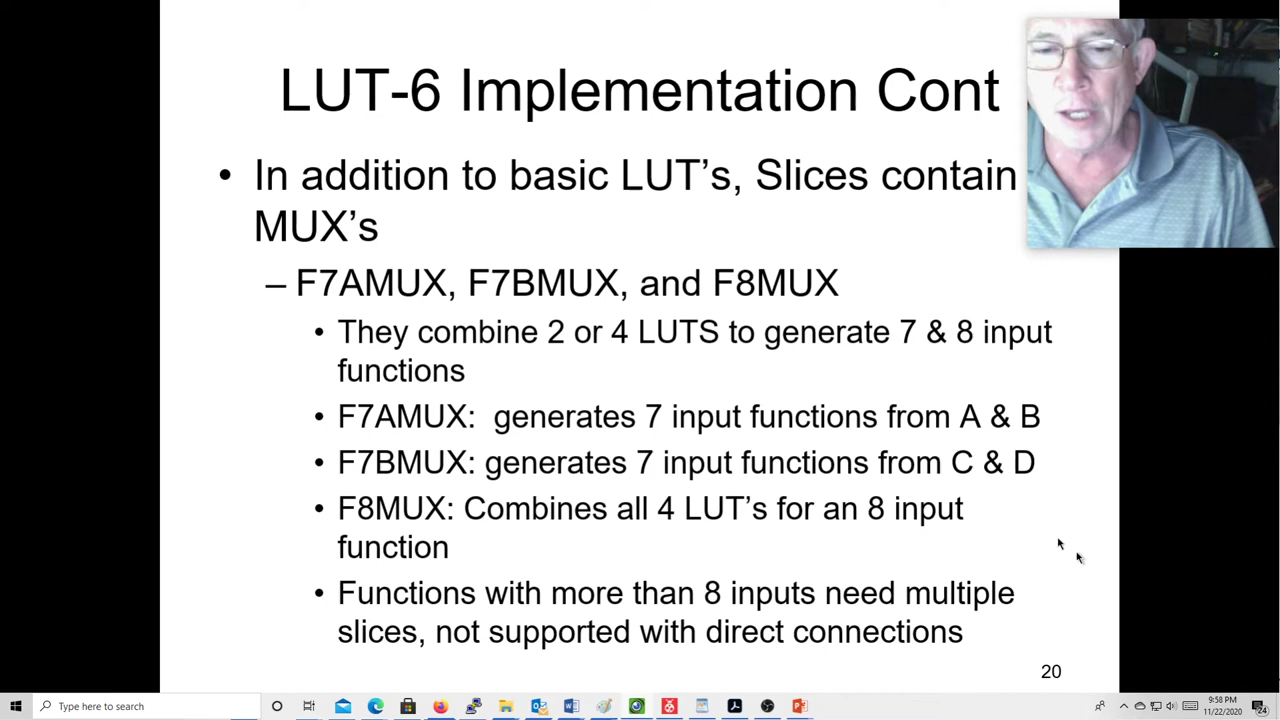 LUT-6 Implementation Cont
• In addition to basic LUT’s, Slices contain
MUX’s
– F7AMUX, F7BMUX, and F8MUX
• They combine 2 or 4 LUTS to generate 7 & 8 input
functions
• F7AMUX:  generates 7 input functions from A & B
• F7BMUX: generates 7 input functions from C & D
• F8MUX: Combines all 4 LUT’s for an 8 input
function
• Functions with more than 8 inputs need multiple
slices, not supported with direct connections
20
Type here to search
9:58 PM
11/22/2020
24